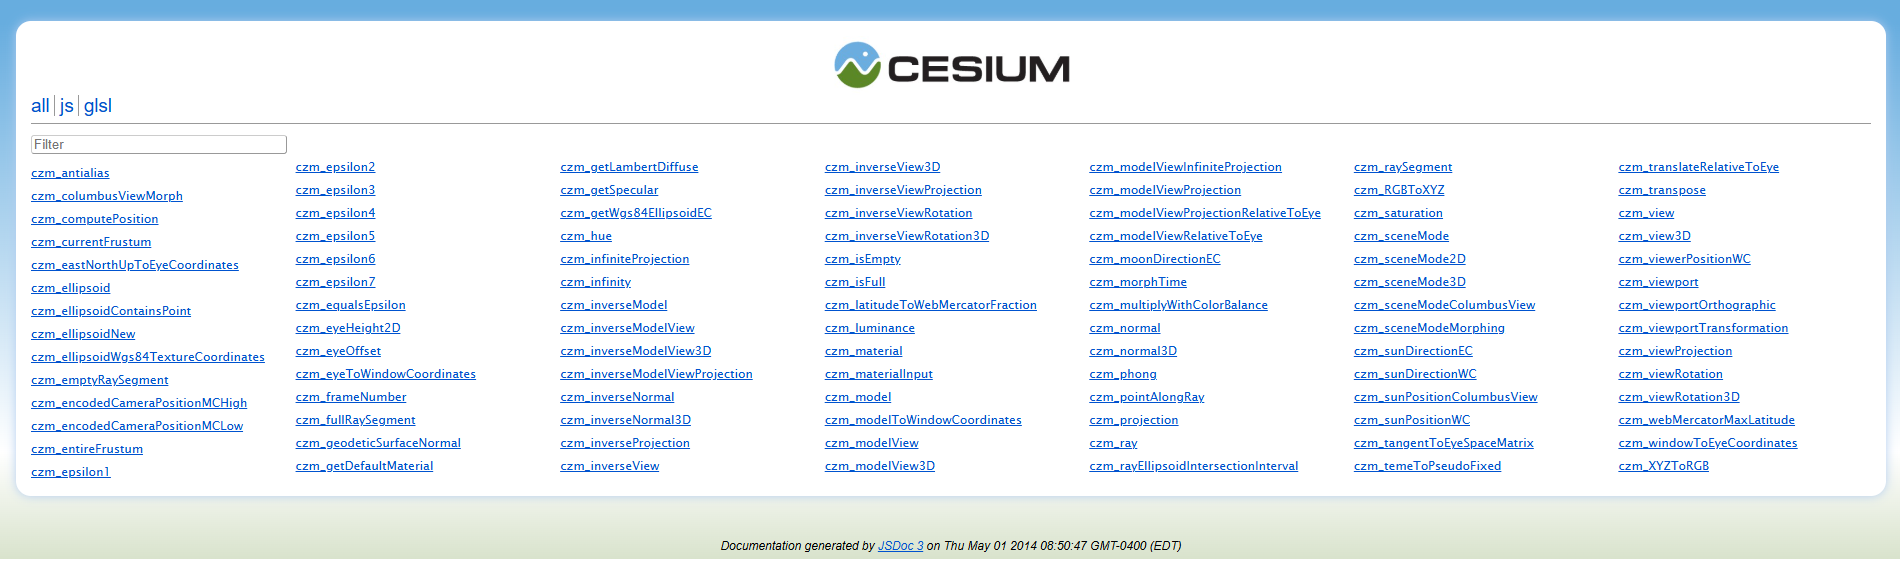 CESIUM
all js glsl
Filter
czm_antialias
czm_columbusViewMorph
czm_computePosition
czm_currentFrustum
czm_eastNorthUpToEyeCoordinates
czm_ellipsoid
czm_ellipsoidContainsPoint
czm_ellipsoidNew
czm_ellipsoidWgs84TextureCoordinates
czm_emptyRaySegment
czm_encodedCameraPositionMCHigh
czm_encodedCameraPositionMCLow
czm_entireFrustum
czm_epsilon1
czm_epsilon2
czm_epsilon3
czm_epsilon4
czm_epsilon5
czm_epsilon6
czm_epsilon7
czm_equalsEpsilon
czm_eyeHeight2D
czm_eyeOffset
czm_eyeToWindowCoordinates
czm_frameNumber
czm_fullRaySegment
czm_geodeticSurfaceNormal
czm_getDefaultMaterial
czm_getLambertDiffuse
czm_getSpecular
czm_getWgs84EllipsoidEC
czm_hue
czm_infiniteProjection
czm_infinity
czm_inverseModel
czm_inverseModelView
czm_inverseModelView3D
czm_inverseModelViewProjection
czm_inverseNormal
czm_inverseNormal3D
czm_inverseProjection
czm_inverseView
czm_inverseView3D
czm_inverseViewProjection
czm_inverseViewRotation
czm_inverseViewRotation3D
czm_isEmpty
czm_isFull
czm_latitudeToWebMercatorFraction
czm_luminance
czm_material
czm_materialInput
czm_model
czm_modelToWindowCoordinates
czm_modelView
czm_modelView3D
czm_modelViewInfiniteProjection
czm_modelViewProjection
czm_modelViewProjectionRelativeToEye
czm_modelViewRelativeToEye
czm_moonDirectionEC
czm_morphTime
czm_multiplyWithColorBalance
czm_normal
czm_normal3D
czm_phong
czm_pointAlongRay
czm_projection
czm_ray
czm_rayEllipsoidIntersectionInterval
czm_raySegment
czm_RGBToXYZ
czm_saturation
czm_sceneMode
czm_sceneMode2D
czm_sceneMode3D
czm_sceneModeColumbusView
czm_sceneModeMorphing
czm_sunDirectionEC
czm_sunDirectionWC
czm_sunPositionColumbusView
czm_sunPositionWC
czm_tangentToEyeSpaceMatrix
czm_temeToPseudoFixed
czm_translateRelativeToEye
czm_transpose
czm_view
czm_view3D
czm_viewerPositionWC
czm_viewport
czm_viewportOrthographic
czm_viewportTransformation
czm_viewProjection
czm_viewRotation
czm_viewRotation3D
czm_webMercatorMaxLatitude
czm_windowToEyeCoordinates
czm_XYZToRGB
Documentation generated by JSDoc 3 on Thu May 01 2014 08:50:47 GMT-0400 (EDT)